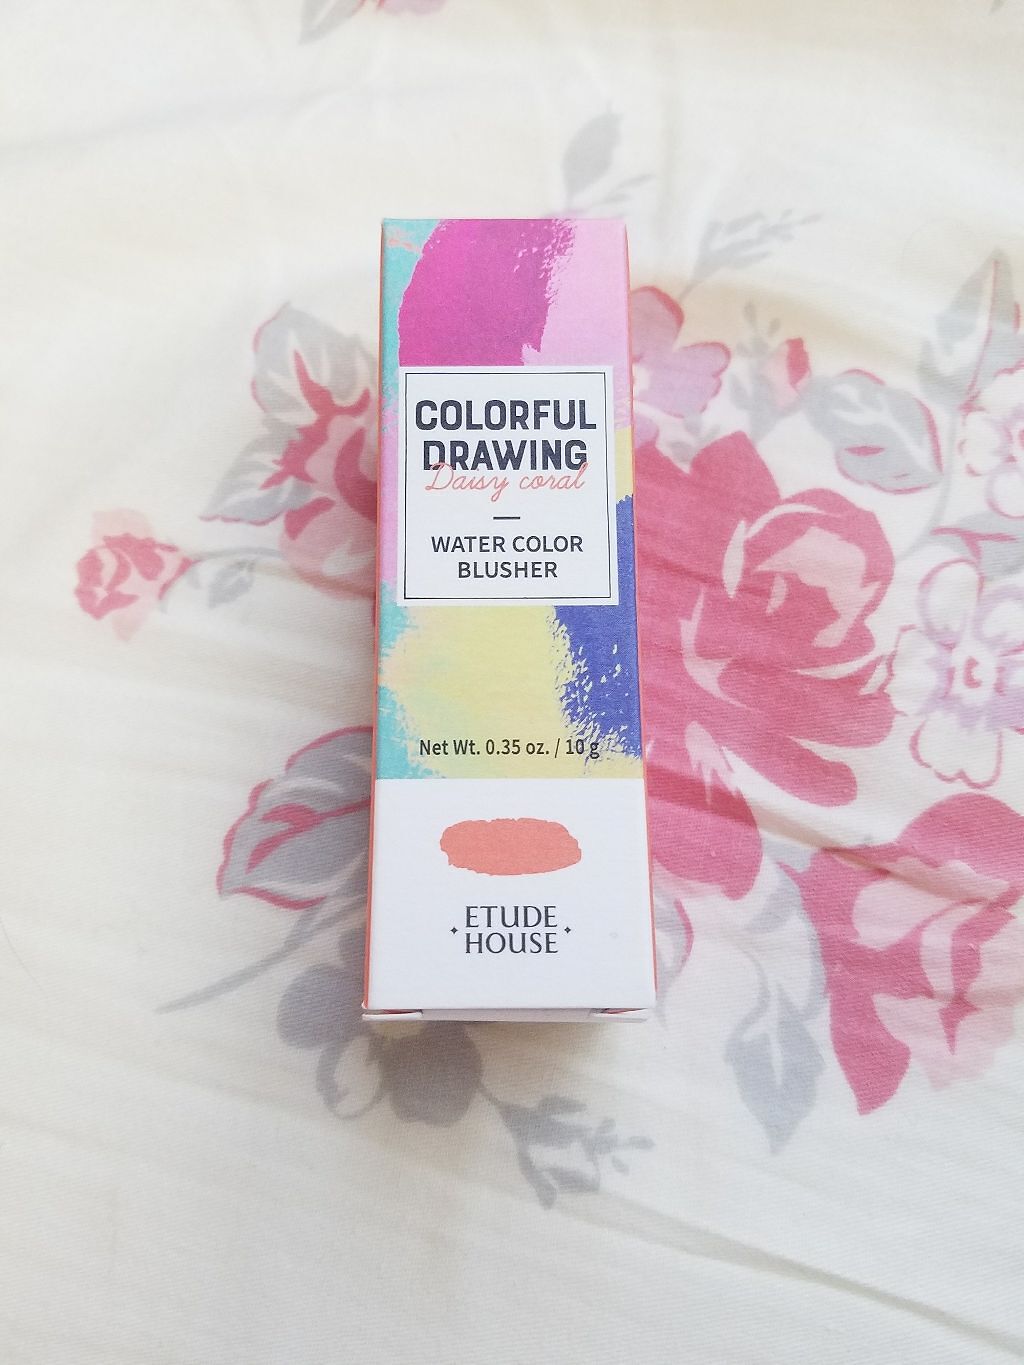 COLORFUL
DRAWING
Daisy coral
WATER COLOR
BLUSHER
Net Wt. 0.35 oz. / 10 g
ETUDE
HOUSE